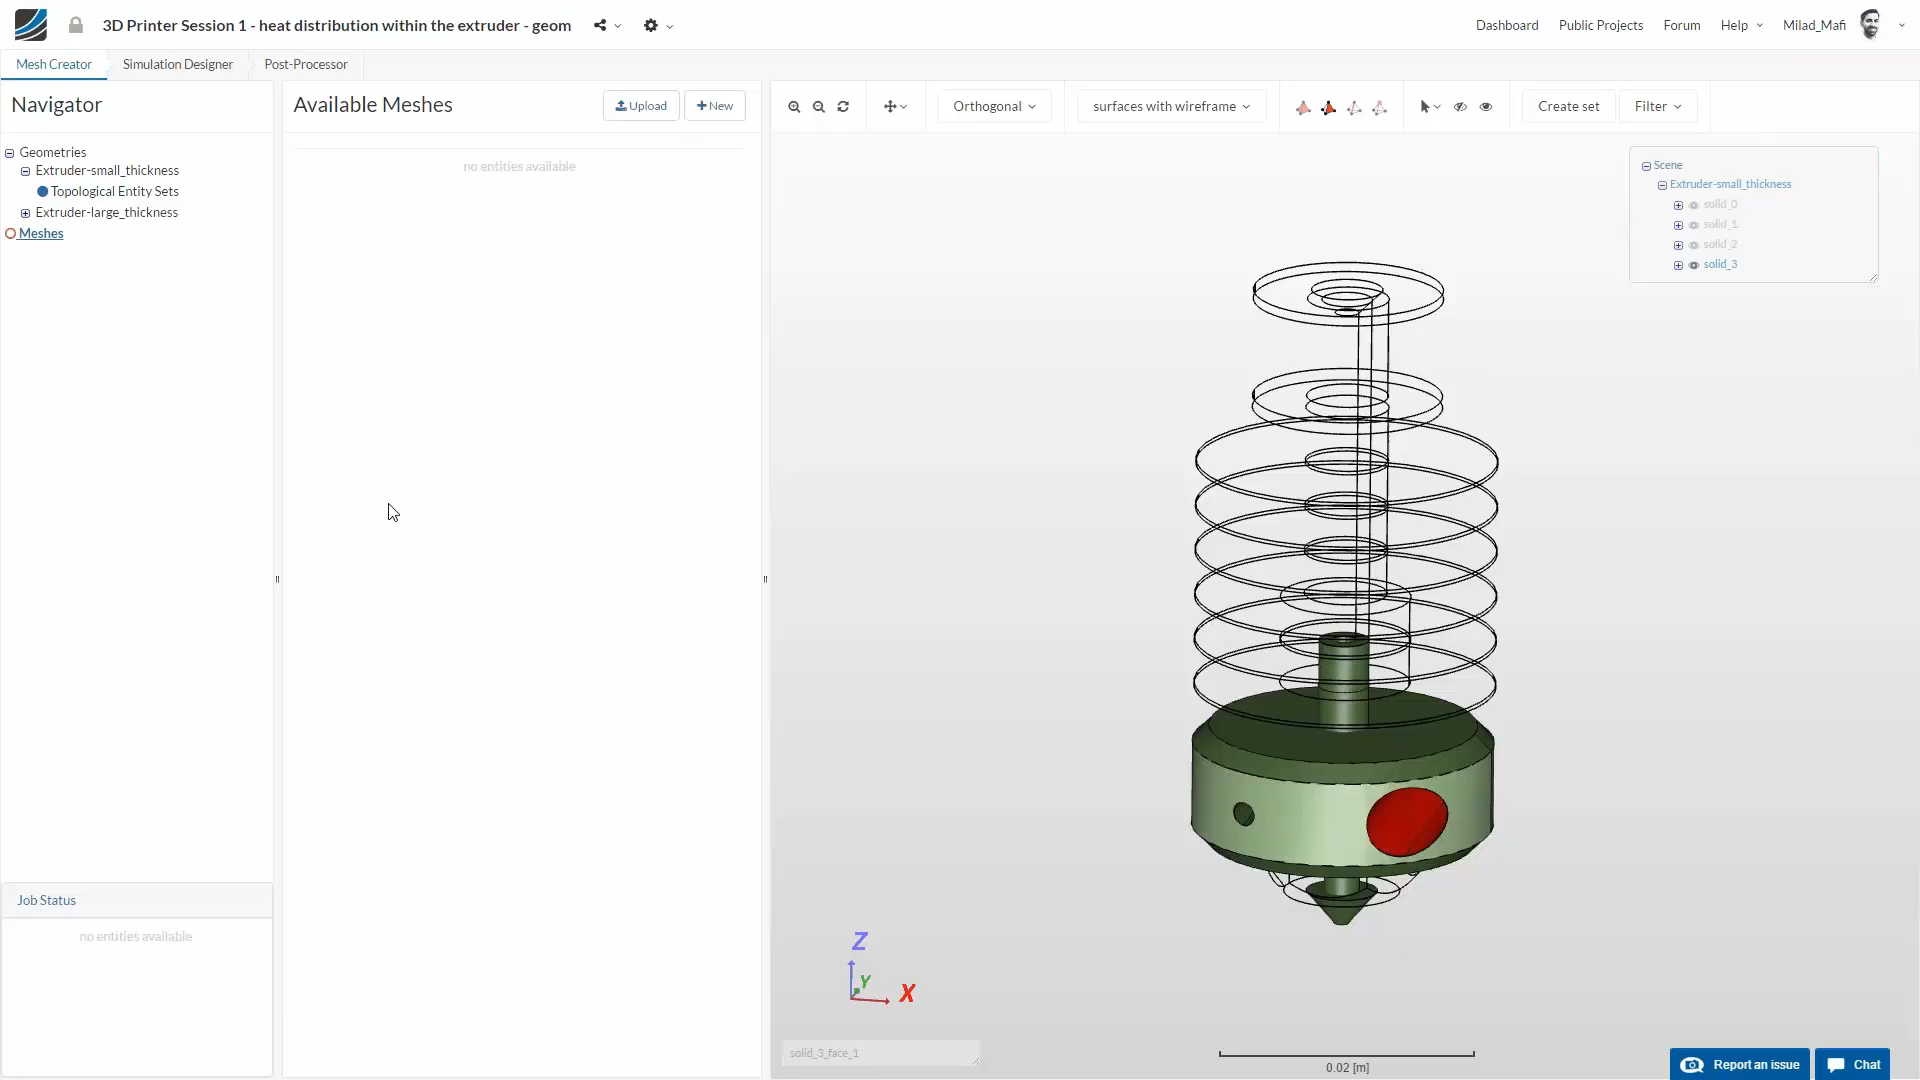 3D Printer Session 1 - heat distribution within the extruder - geom
Dashboard
Public Projects
Forum
Help
Milad_Mafi
Mesh Creator
Simulation Designer
Post-Processor
Navigator
Geometries
Extruder-small_thickness
Topological Entity Sets
Extruder-large_thickness
Meshes
Job Status
no entities available
Available Meshes
Upload
+New
no entities available
Orthogonal
surfaces with wireframe
Create set
Filter
Scene
Extruder-small_thickness
solid_0
solid_1
solid_2
solid_3
Z
Y
X
solid_3_face_1
0.02 [m]
Report an issue
Chat